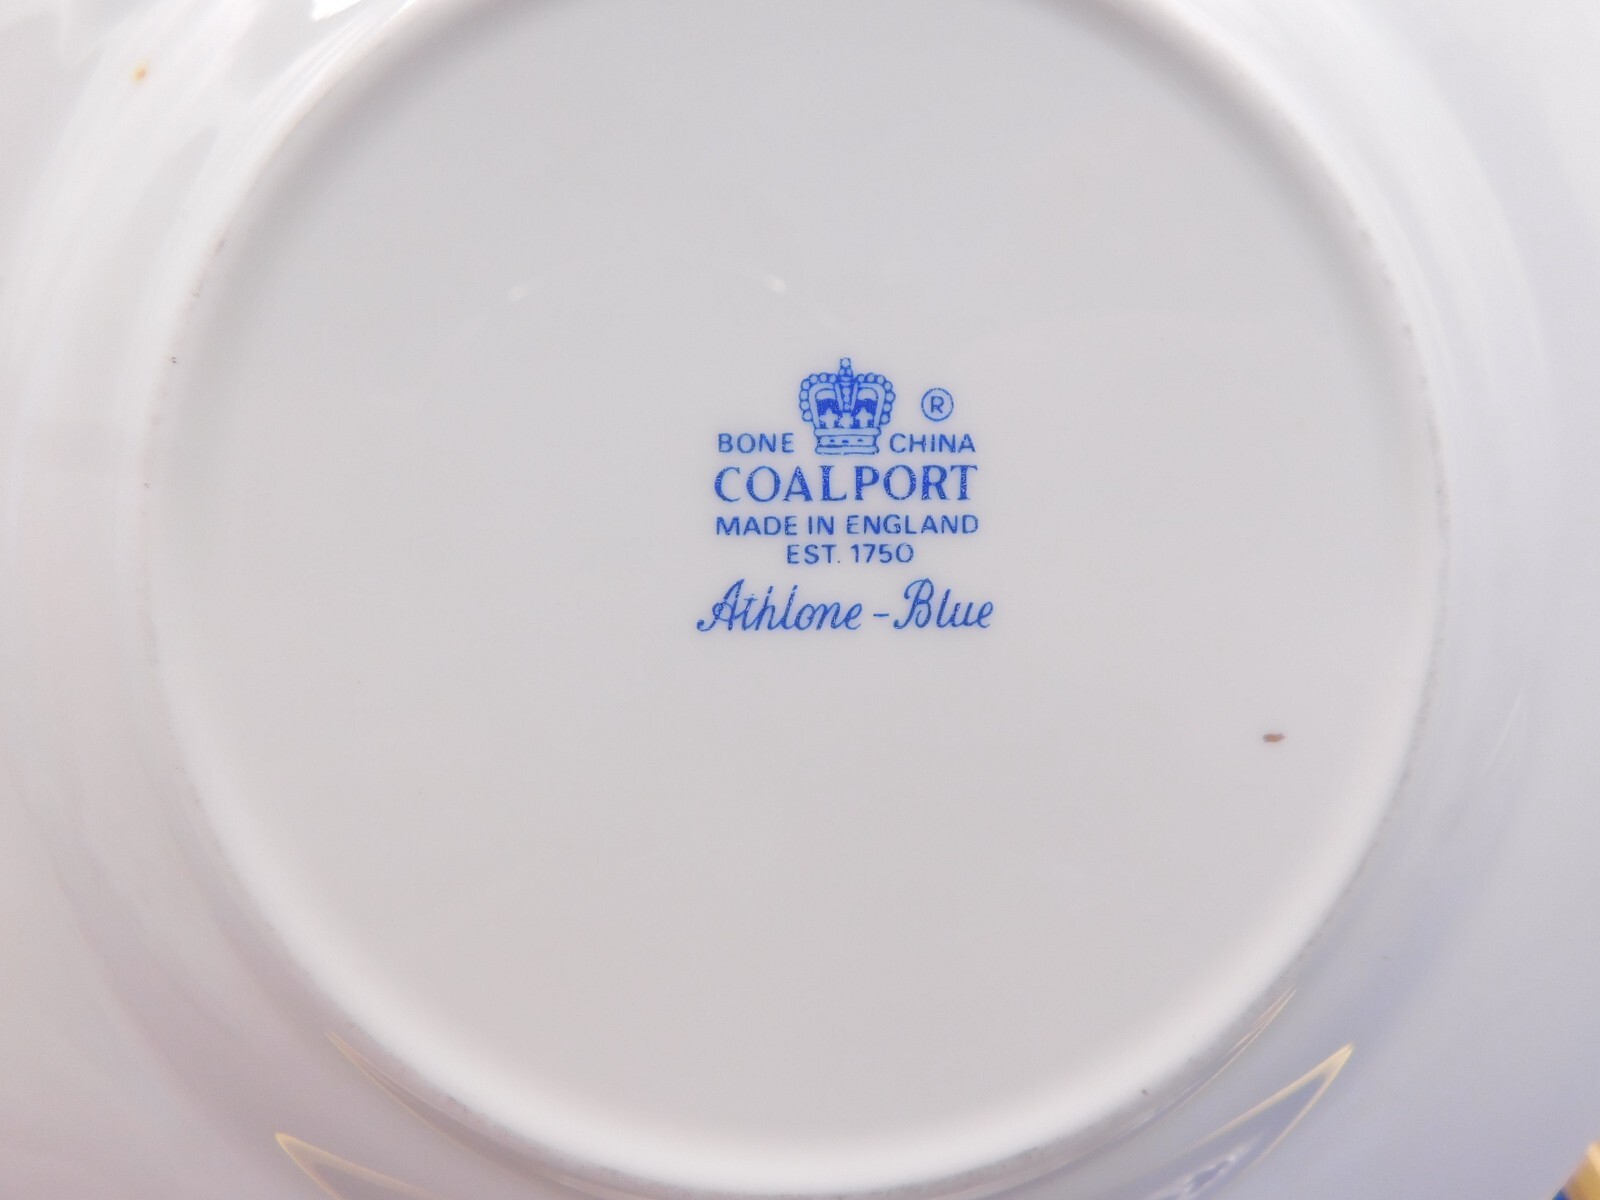 ®
BONE CHINA
COALPORT
MADE IN ENGLAND
EST. 1750
Athlone-Blue